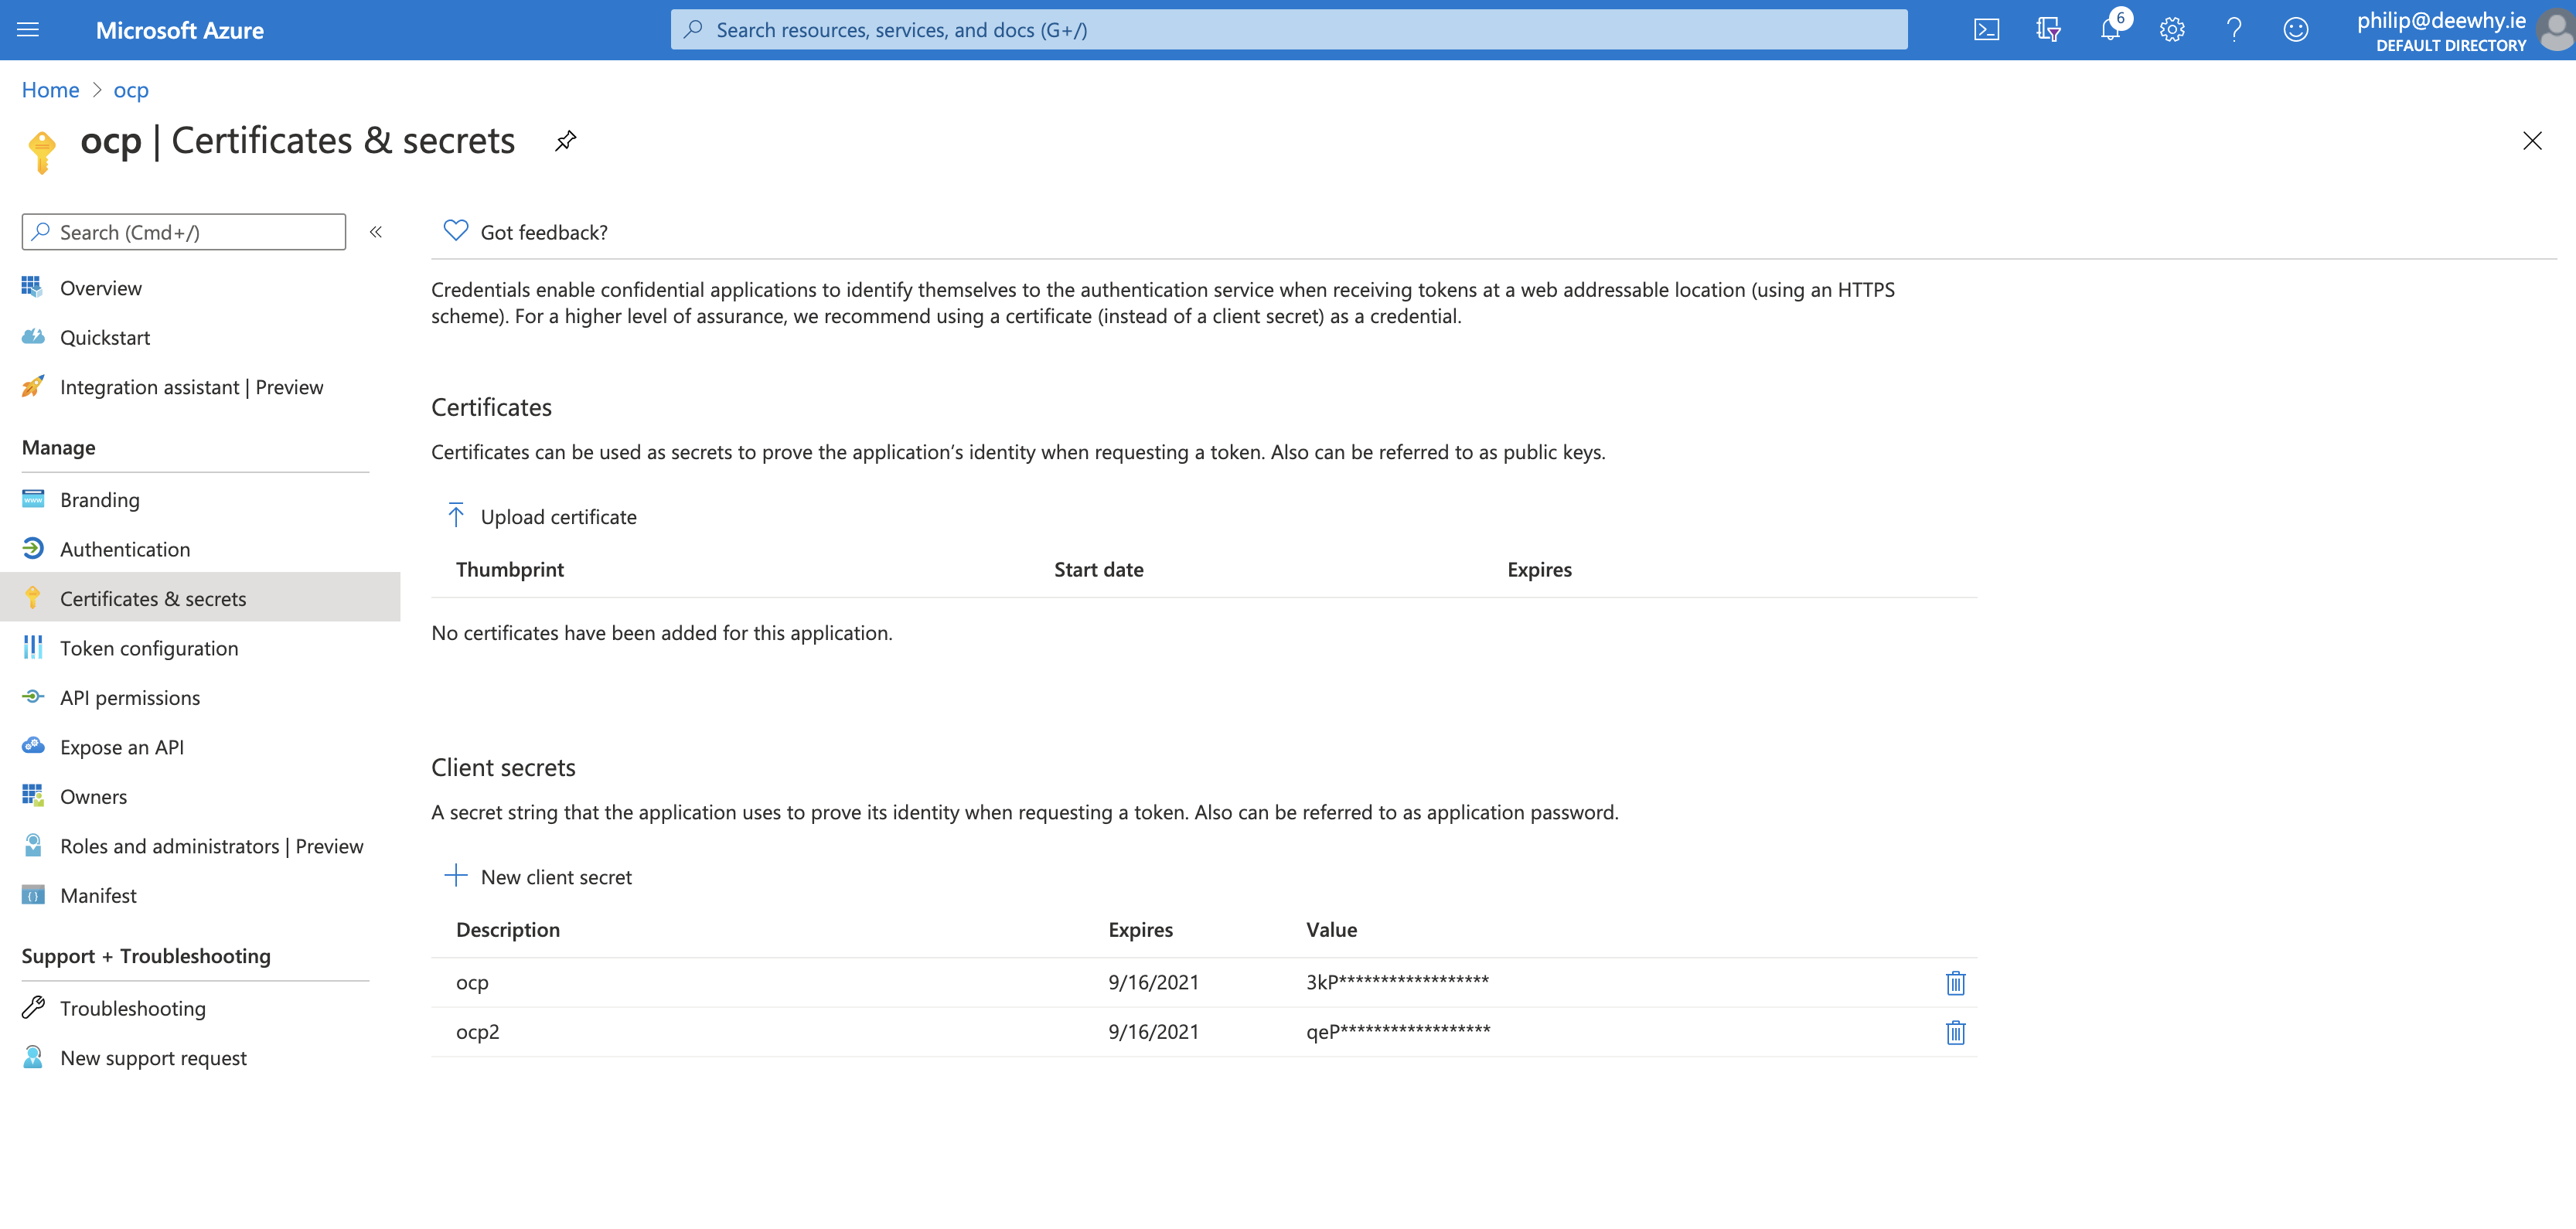 Microsoft Azure
Search resources, services, and docs (G+/)
6
philip@deewhy.ie
DEFAULT DIRECTORY
Home > ocp
ocp | Certificates & secrets
Search (Cmd+/)
«
Overview
Quickstart
Integration assistant | Preview
Manage
Branding
Authentication
Certificates & secrets
Token configuration
API permissions
Expose an API
Owners
Roles and administrators | Preview
Manifest
Support + Troubleshooting
Troubleshooting
New support request
Got feedback?
Credentials enable confidential applications to identify themselves to the authentication service when receiving tokens at a web addressable location (using an HTTPS
scheme). For a higher level of assurance, we recommend using a certificate (instead of a client secret) as a credential.
Certificates
Certificates can be used as secrets to prove the application’s identity when requesting a token. Also can be referred to as public keys.
Upload certificate
Thumbprint Start date Expires
No certificates have been added for this application.
Client secrets
A secret string that the application uses to prove its identity when requesting a token. Also can be referred to as application password.
New client secret
Description Expires Value
ocp 9/16/2021 3kP******************
ocp2 9/16/2021 qeP******************